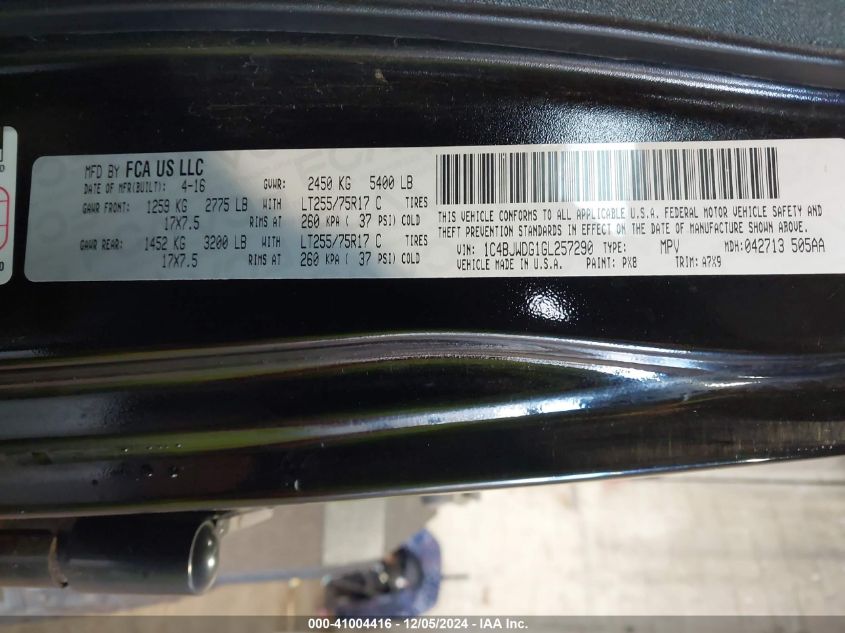 MFD BY FCA US LLC
DATE OF MFR(BUILT): 4-16 GVWR: 2450 KG 5400 LB
GAWR FRONT: 1259 KG 2775 LB WITH LT255/75R17 C TIRES
17X7.5 RIMS AT 260 KPA ( 37 PSI) COLD
GAWR REAR: 1452 KG 3200 LB WITH LT255/75R17 C TIRES
17X7.5 RIMS AT 260 KPA ( 37 PSI) COLD
THIS VEHICLE CONFORMS TO ALL APPLICABLE U.S.A. FEDERAL MOTOR VEHICLE SAFETY AND
THEFT PREVENTION STANDARDS IN EFFECT ON THE DATE OF MANUFACTURE SHOWN ABOVE.
VIN: 1C4BJWDG1GL257290 TYPE: MPV MDH: 042713 505AA
VEHICLE MADE IN U.S.A. PAINT: PX8 TRIM: A7X9
000-41004416 - 12/05/2024 - IAA Inc.